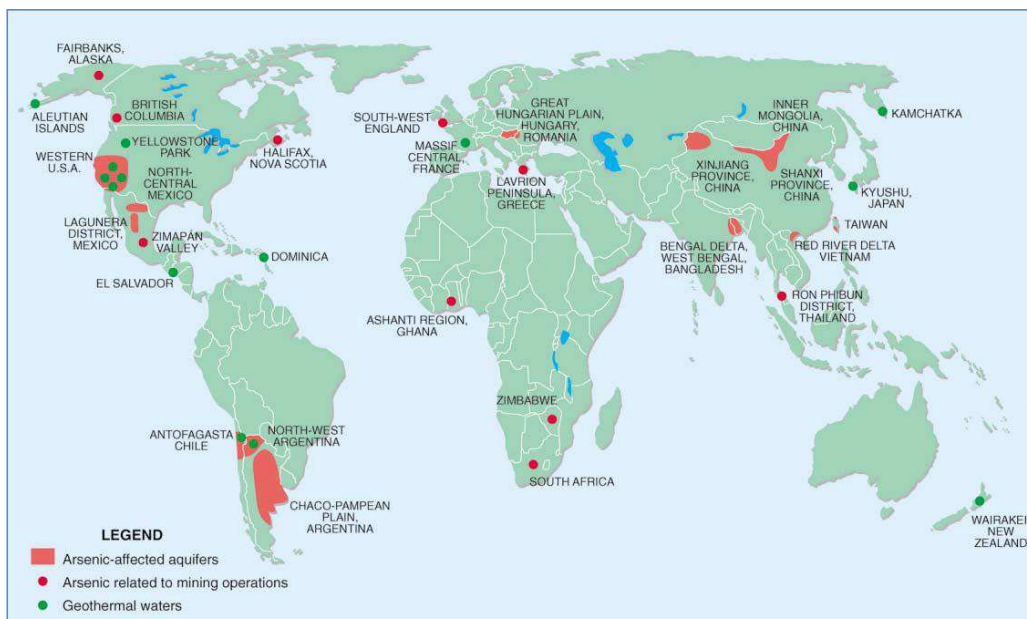 FAIRBANKS,
ALASKA
ALEUTIAN
ISLANDS
BRITISH
COLUMBIA
YELLOWSTONE
PARK
WESTERN
U.S.A.
NORTH-
CENTRAL
MEXICO
HALIFAX,
NOVA SCOTIA
LAGUNERA
DISTRICT,
MEXICO
ZIMAPÁN
VALLEY
DOMINICA
EL SALVADOR
ANTOFAGASTA
CHILE
NORTH-WEST
ARGENTINA
CHACO-PAMPEAN
PLAIN,
ARGENTINA
SOUTH-WEST
ENGLAND
MASSIF
CENTRAL,
FRANCE
GREAT
HUNGARIAN PLAIN,
HUNGARY,
ROMANIA
LAVRION
PENINSULA,
GREECE
ASHANTI REGION,
GHANA
ZIMBABWE
SOUTH AFRICA
INNER
MONGOLIA,
CHINA
KAMCHATKA
XINJIANG
PROVINCE,
CHINA
SHANXI
PROVINCE,
CHINA
KYUSHU,
JAPAN
TAIWAN
BENGAL DELTA,
WEST BENGAL,
BANGLADESH
RED RIVER DELTA
VIETNAM
RON PHIBUN
DISTRICT,
THAILAND
WAIRAKEI
NEW
ZEALAND
LEGEND
Arsenic-affected aquifers
Arsenic related to mining operations
Geothermal waters